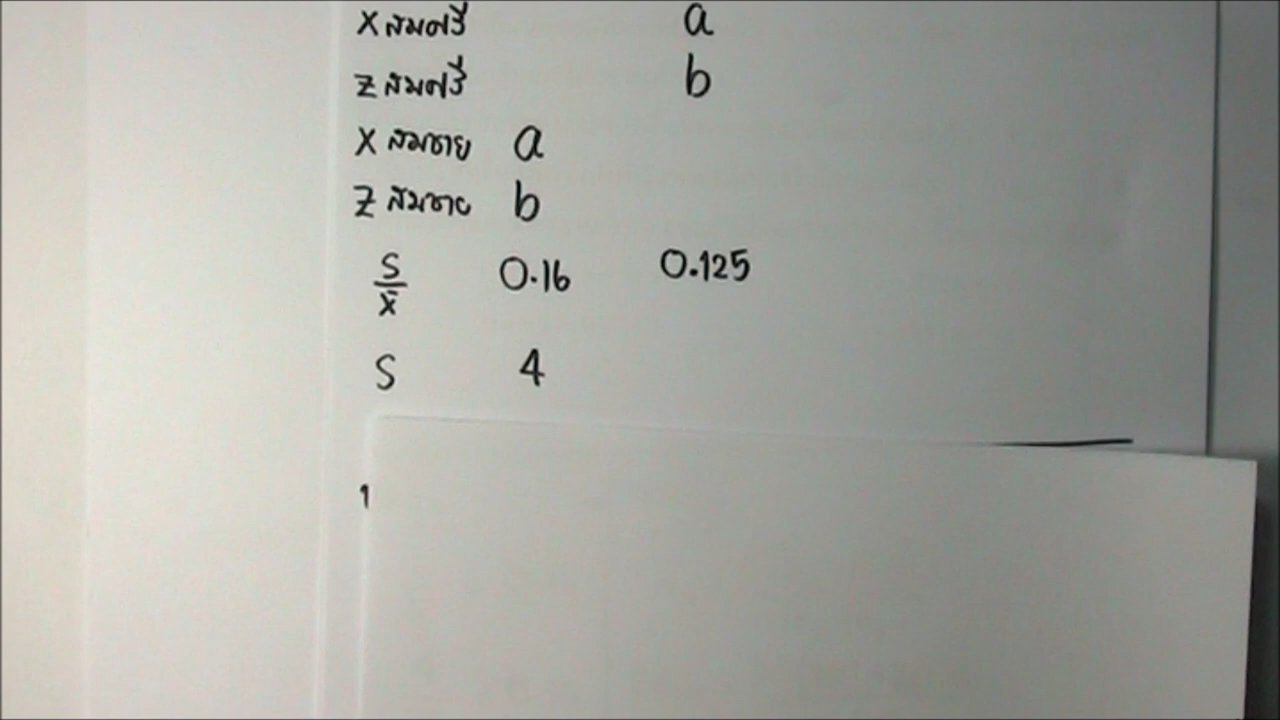 X สมศรี a
Z สมศรี b
X สมชาย a
Z สมชาย b
S/x̄ 0.16 0.125
S 4
1